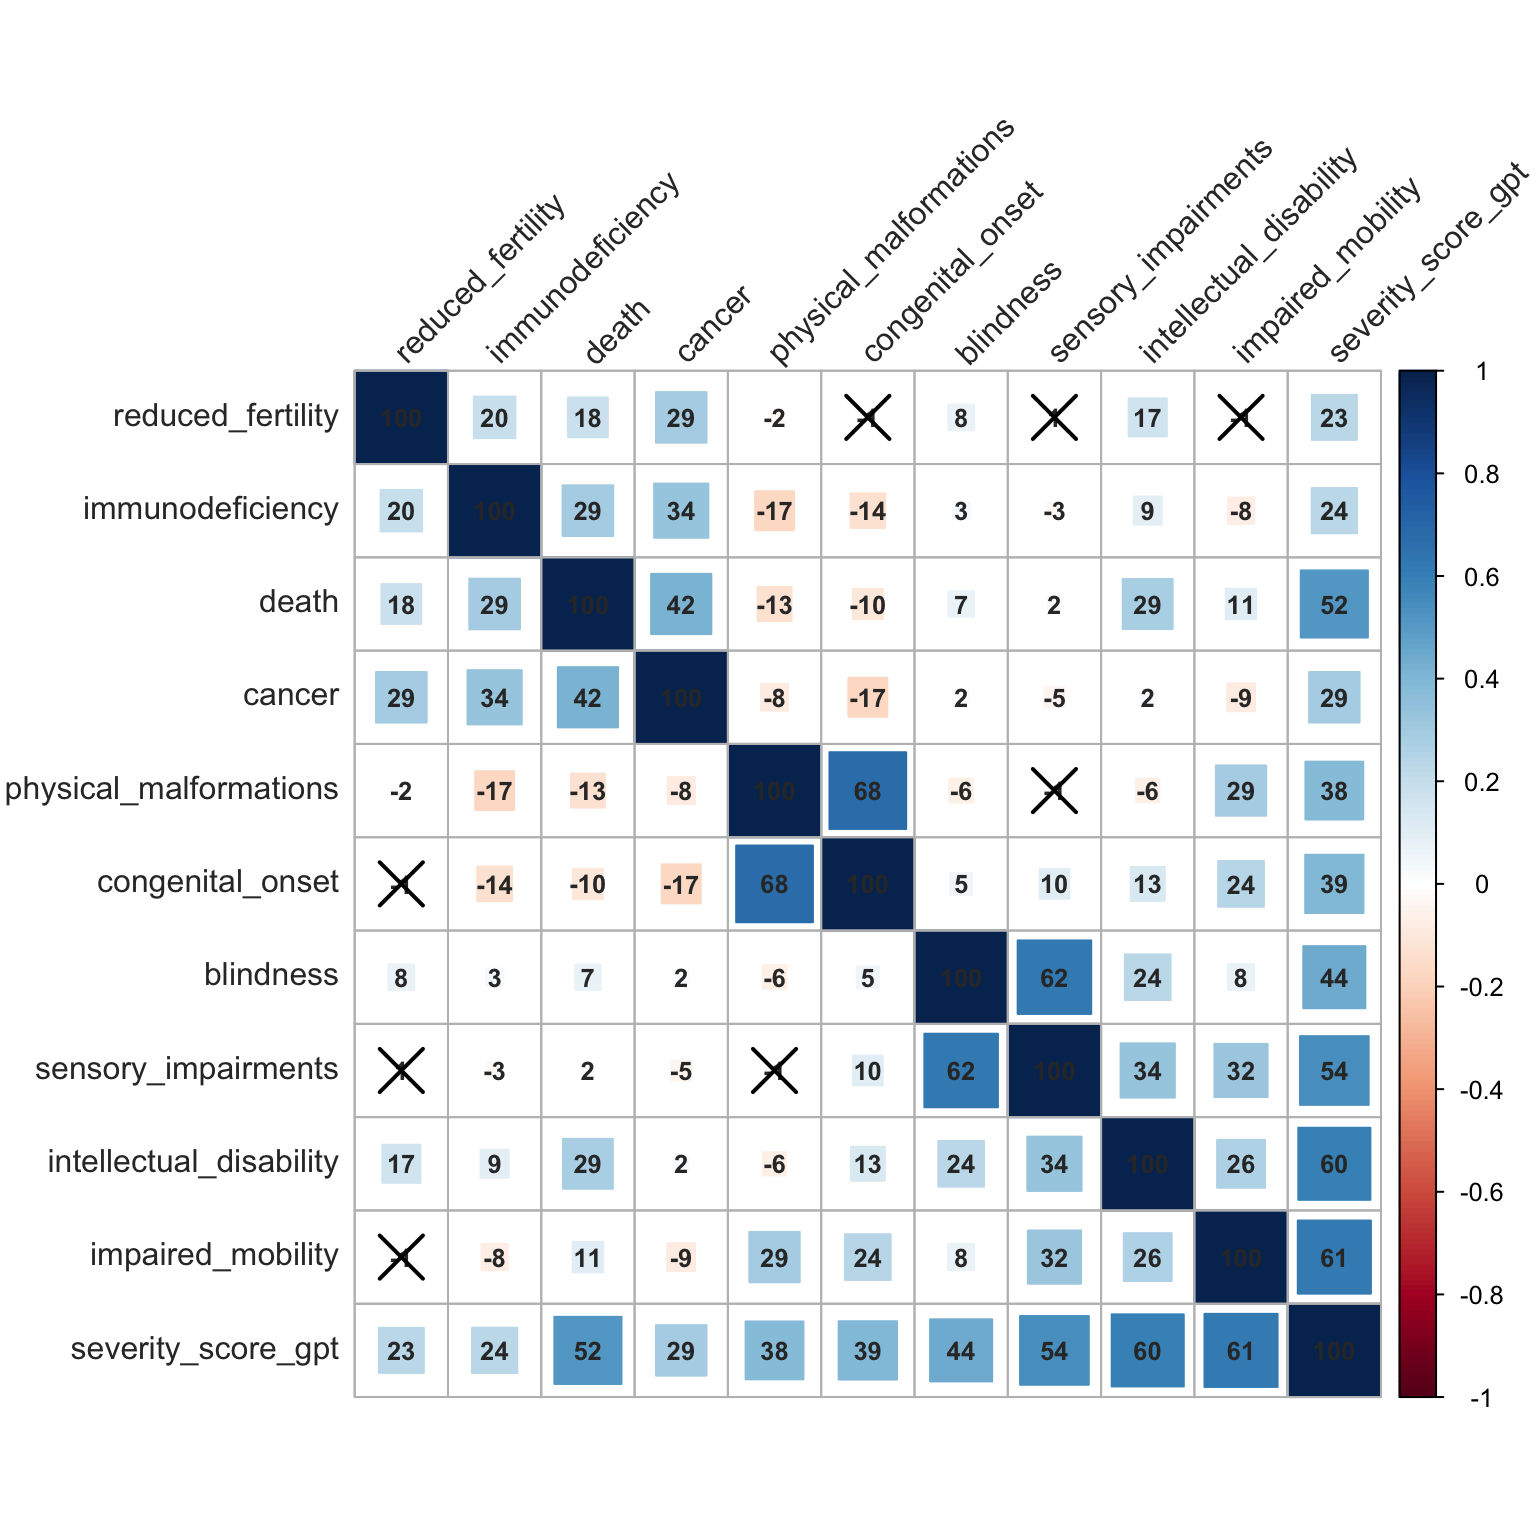 reduced_fertility immunodeficiency death cancer physical_malformations congenital_onset blindness sensory_impairments intellectual_disability impaired_mobility severity_score_gpt
reduced_fertility 100 20 18 29 -2 8 17 23
immunodeficiency 20 100 29 34 -17 -14 3 -3 9 -8 24
death 18 29 100 42 -13 -10 7 2 29 11 52
cancer 29 34 42 100 -8 -17 2 -5 2 -9 29
physical_malformations -2 -17 -13 -8 100 68 -6 -6 29 38
congenital_onset -14 -10 -17 68 100 5 10 13 24 39
blindness 8 3 7 2 -6 5 100 62 24 8 44
sensory_impairments -3 2 -5 10 62 100 34 32 54
intellectual_disability 17 9 29 2 -6 13 24 34 100 26 60
impaired_mobility -8 11 -9 29 24 8 32 26 100 61
severity_score_gpt 23 24 52 29 38 39 44 54 60 61 100
1
0.8
0.6
0.4
0.2
0
-0.2
-0.4
-0.6
-0.8
-1